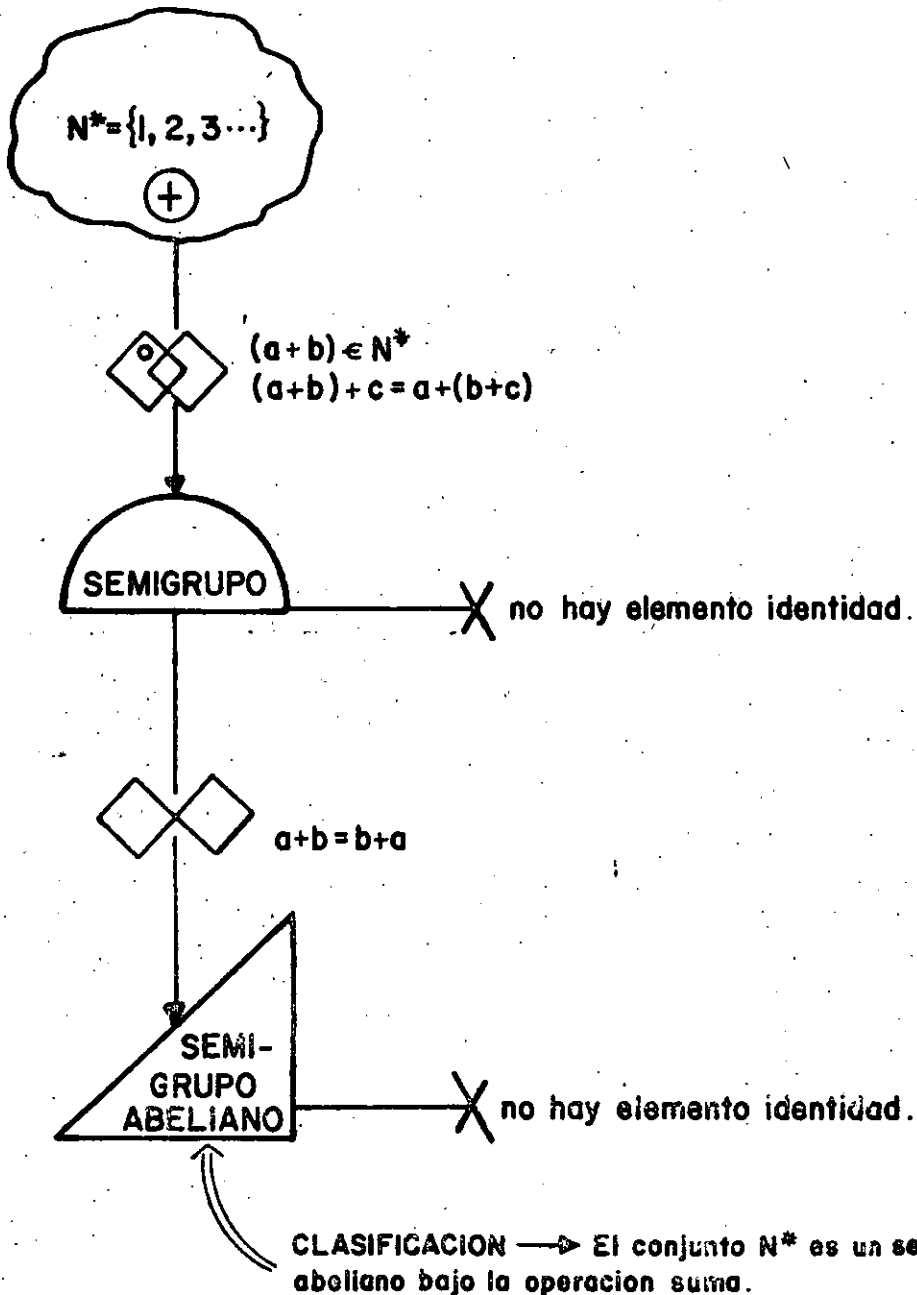 N*={1, 2, 3···}
+
(a+b) ∈ N*
(a+b)+c = a+(b+c)
SEMIGRUPO
no hay elemento identidad.
a+b = b+a
SEMI-
GRUPO
ABELIANO
no hay elemento identidad.
CLASIFICACION → El conjunto N* es un se
abeliano bajo la operacion suma.